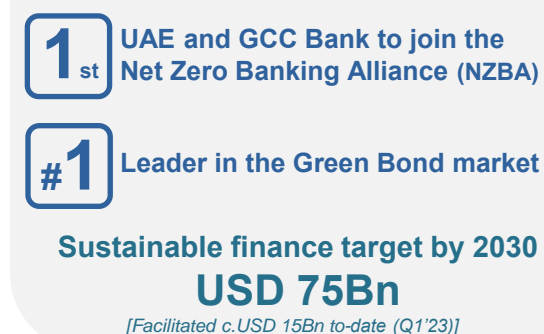 1st
UAE and GCC Bank to join the
Net Zero Banking Alliance (NZBA)
#1
Leader in the Green Bond market
Sustainable finance target by 2030
USD 75Bn
[Facilitated c.USD 15Bn to-date (Q1'23)]